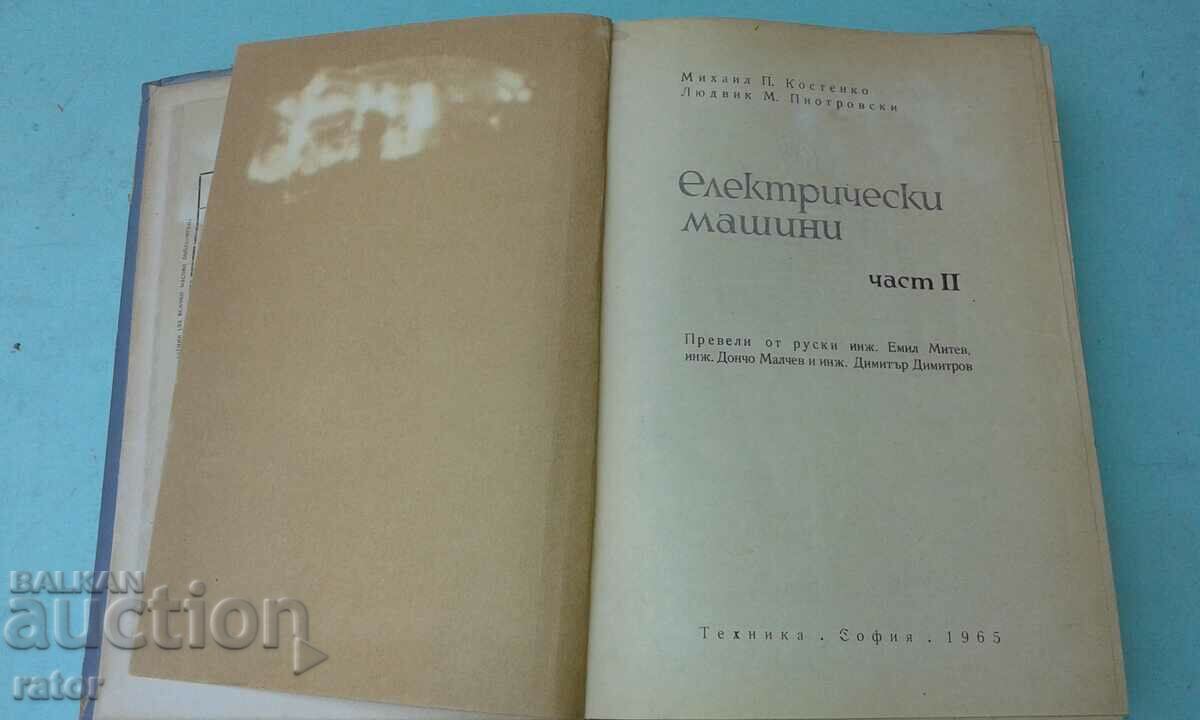 Михаил П. Костенко
Людвик М. Пиотровски
Електрически
машини
част II
Превели от руски инж. Емил Митев,
инж. Дончо Малчев и инж. Димитър Димитров
Техника . София . 1965
BALKAN
auction
rator